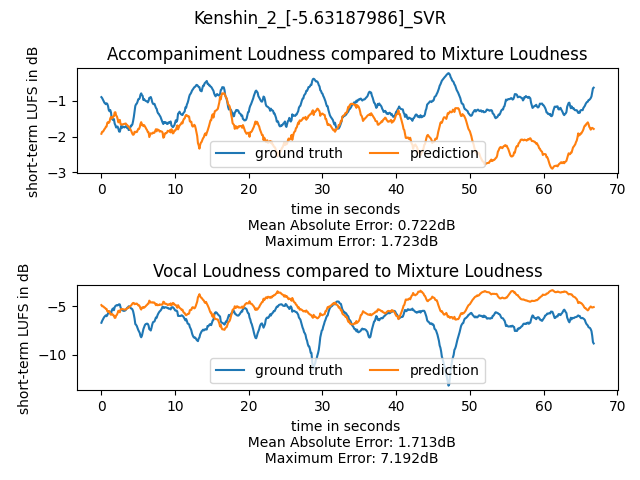 Kenshin_2_[-5.63187986]_SVR
Accompaniment Loudness compared to Mixture Loudness
short-term LUFS in dB
−1
−2
−3
ground truth
prediction
0 10 20 30 40 50 60 70
time in seconds
Mean Absolute Error: 0.722dB
Maximum Error: 1.723dB
Vocal Loudness compared to Mixture Loudness
short-term LUFS in dB
−5
−10
ground truth
prediction
0 10 20 30 40 50 60 70
time in seconds
Mean Absolute Error: 1.713dB
Maximum Error: 7.192dB